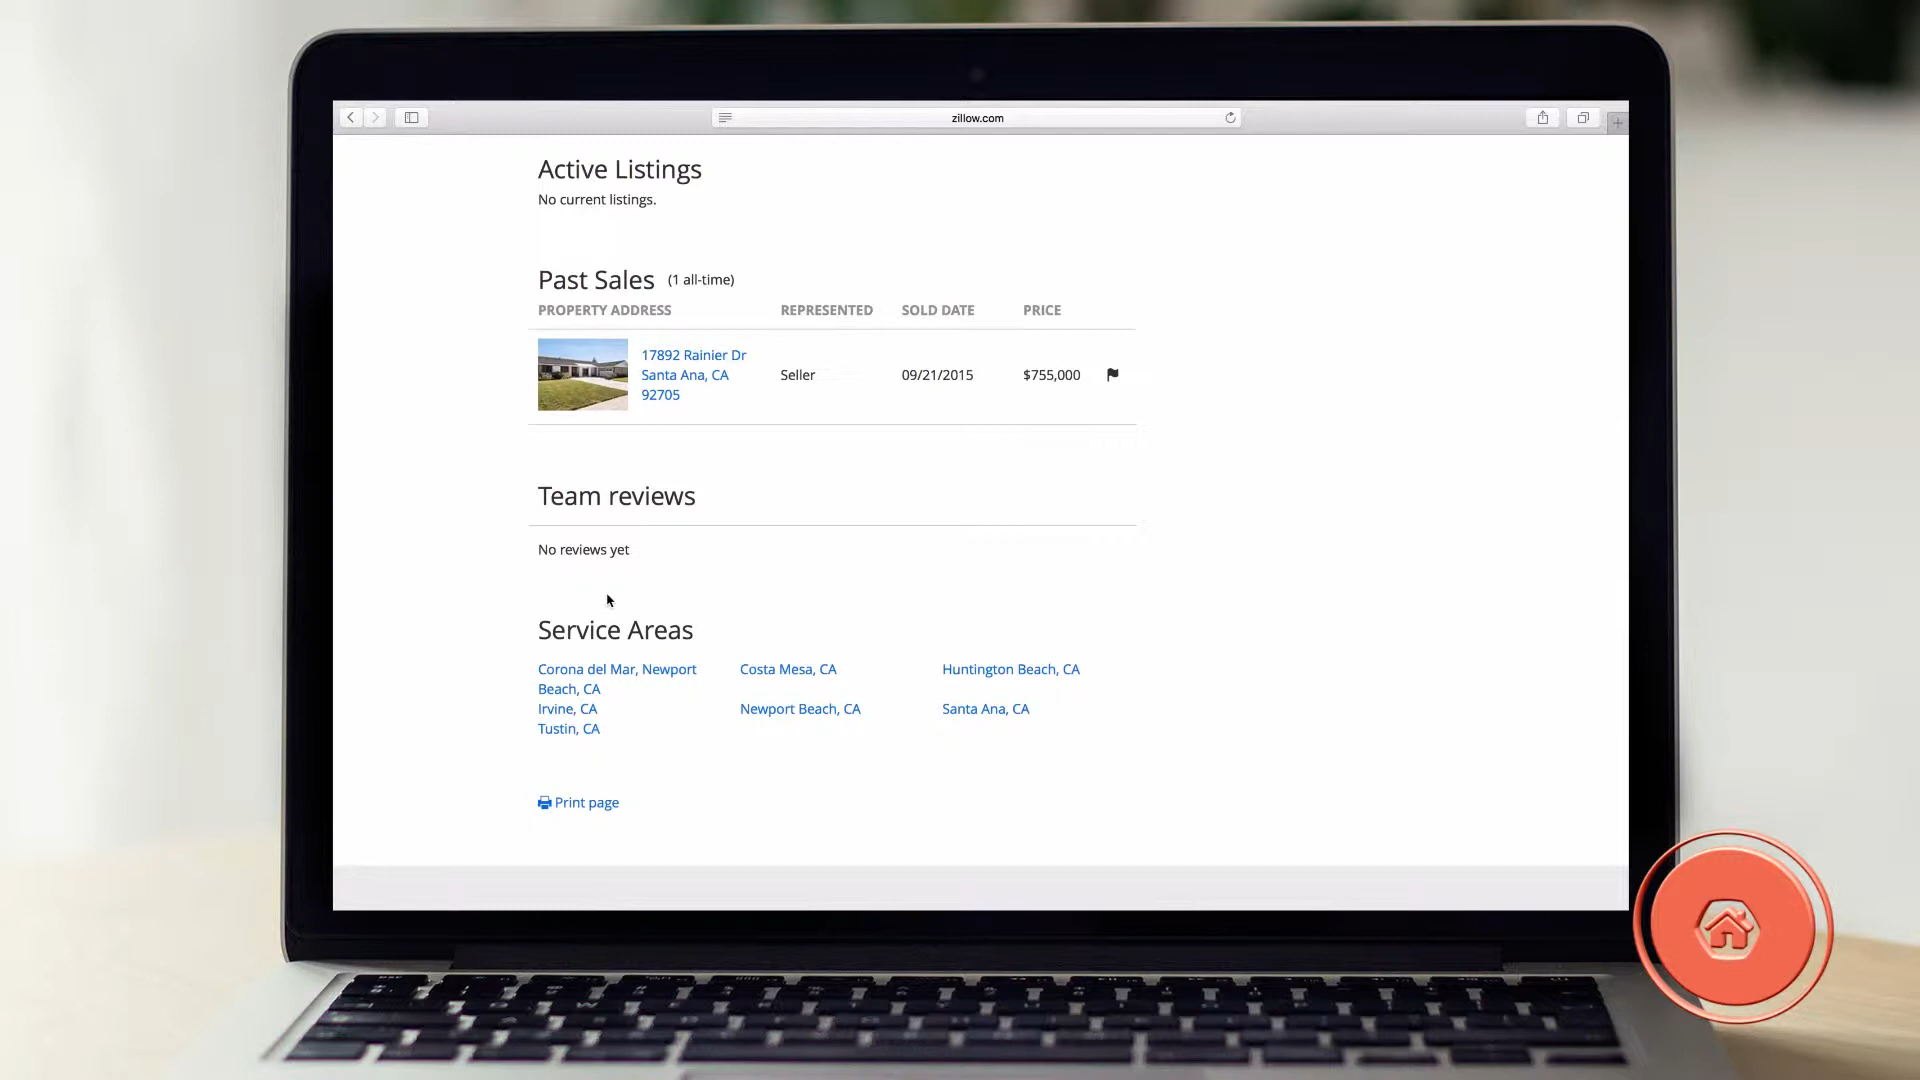 zillow.com
Active Listings
No current listings.
Past Sales (1 all-time)
PROPERTY ADDRESS REPRESENTED SOLD DATE PRICE
17892 Rainier Dr
Santa Ana, CA
92705
Seller 09/21/2015 $755,000
Team reviews
No reviews yet
Service Areas
Corona del Mar, Newport
Beach, CA
Costa Mesa, CA
Huntington Beach, CA
Irvine, CA
Newport Beach, CA
Santa Ana, CA
Tustin, CA
Print page